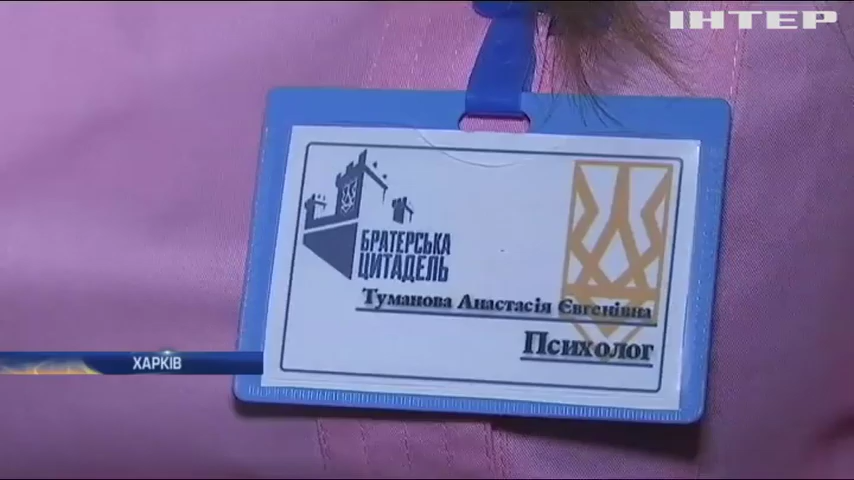 ІНТЕР
БРАТЕРСЬКА
ЦИТАДЕЛЬ
Туманова Анастасія Євгенівна
Психолог
ХАРКІВ